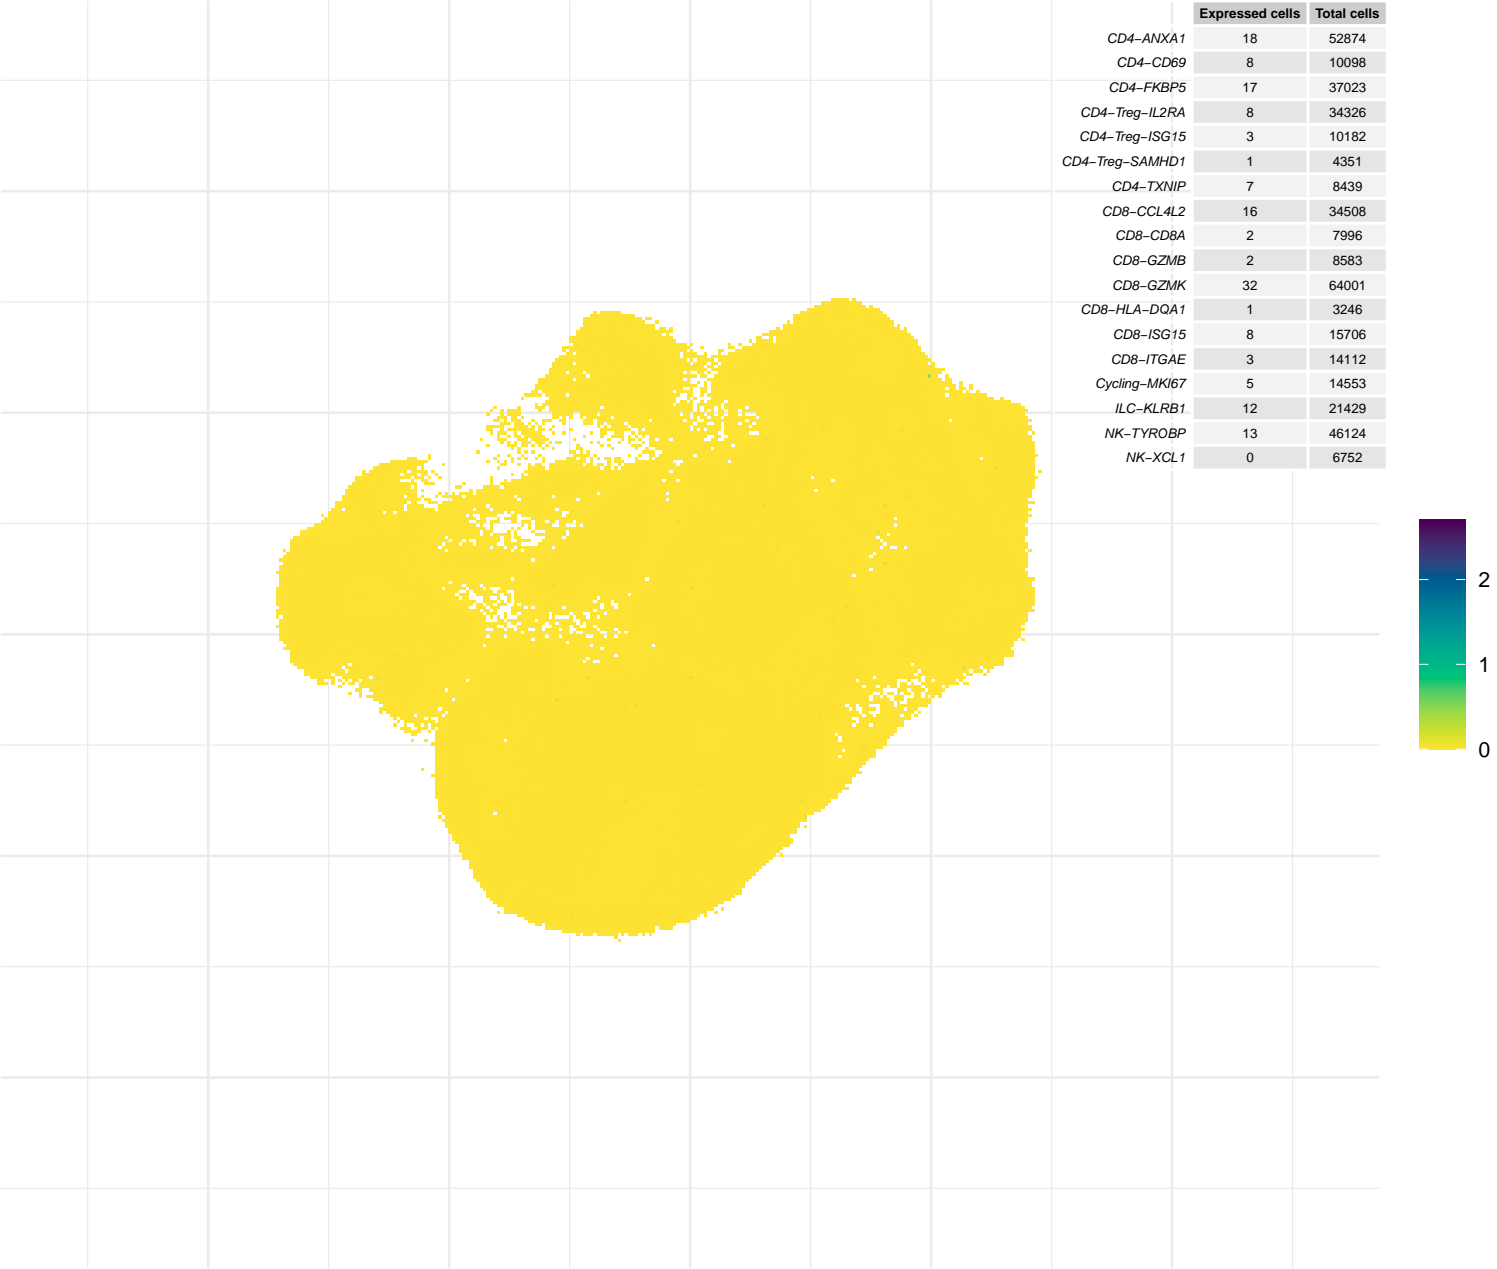 Expressed cells Total cells
CD4−ANXA1 18 52874
CD4−CD69 8 10098
CD4−FKBP5 17 37023
CD4−Treg−IL2RA 8 34326
CD4−Treg−ISG15 3 10182
CD4−Treg−SAMHD1 1 4351
CD4−TXNIP 7 8439
CD8−CCL4L2 16 34508
CD8−CD8A 2 7996
CD8−GZMB 2 8583
CD8−GZMK 32 64001
CD8−HLA−DQA1 1 3246
CD8−ISG15 8 15706
CD8−ITGAE 3 14112
Cycling−MKI67 5 14553
ILC−KLRB1 12 21429
NK−TYROBP 13 46124
NK−XCL1 0 6752
2
1
0